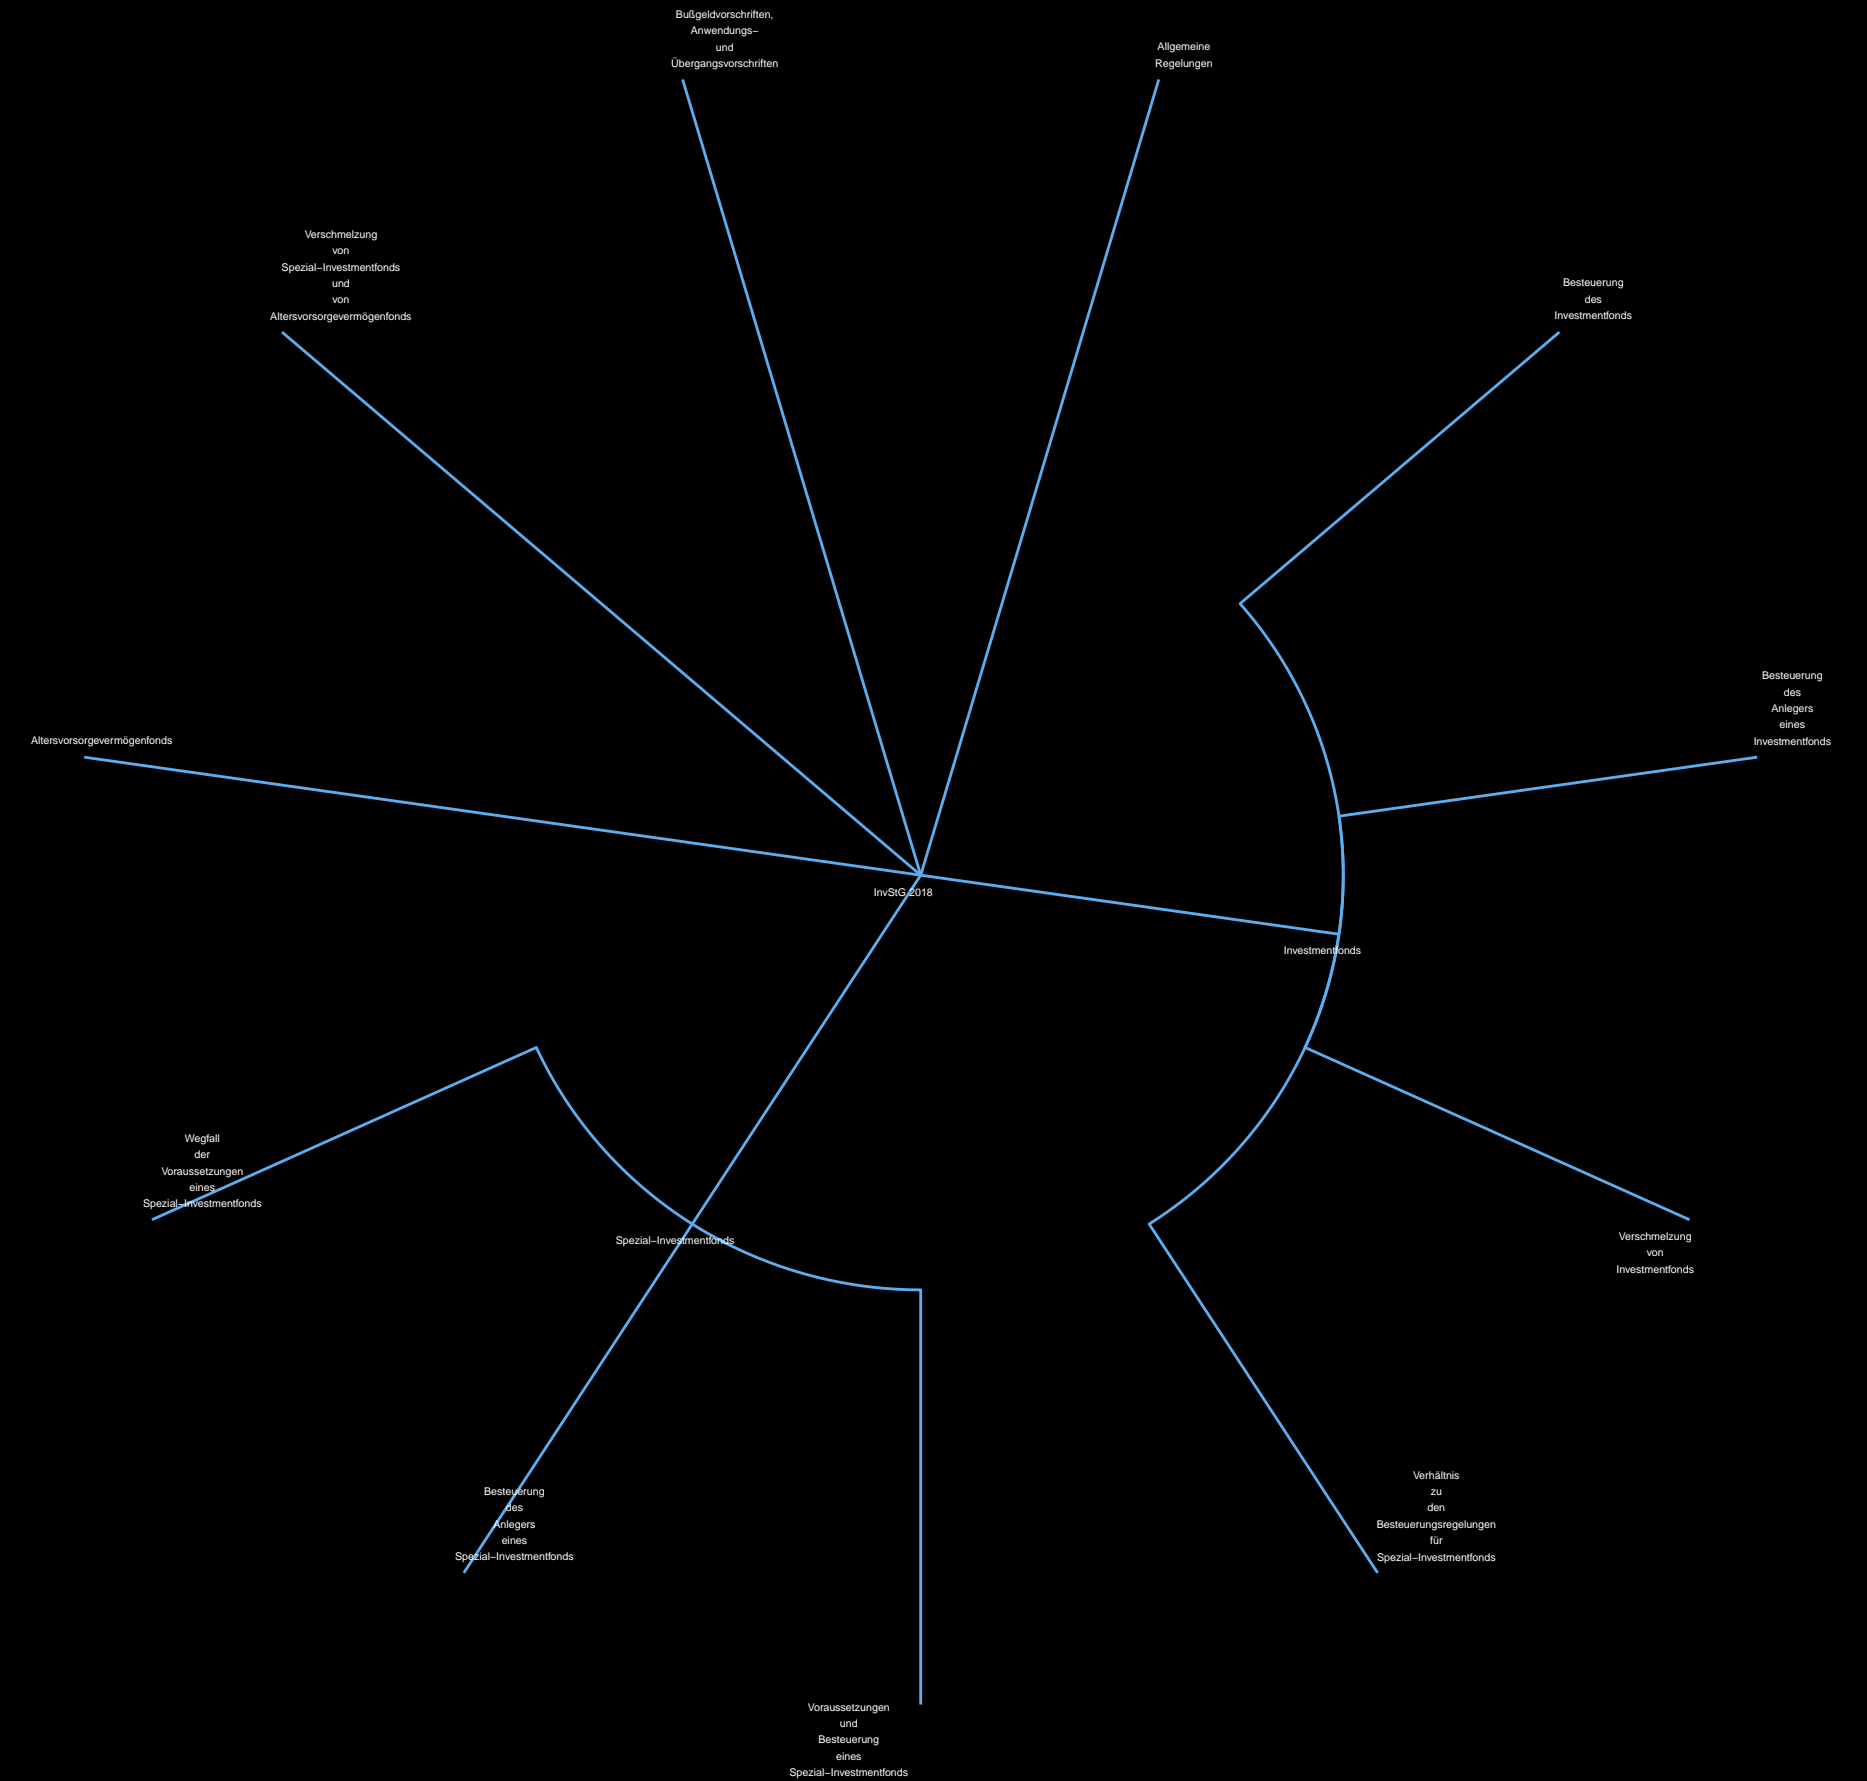 Bußgeldvorschriften,
Anwendungs–
und
Übergangsvorschriften
Allgemeine
Regelungen
Verschmelzung
von
Spezial–Investmentfonds
und
von
Altersvorsorgevermögenfonds
Besteuerung
des
Investmentfonds
Besteuerung
des
Anlegers
eines
Investmentfonds
Altersvorsorgevermögenfonds
InvStG 2018
Investmentfonds
Wegfall
der
Voraussetzungen
eines
Spezial–Investmentfonds
Spezial–Investmentfonds
Verschmelzung
von
Investmentfonds
Besteuerung
des
Anlegers
eines
Spezial–Investmentfonds
Verhältnis
zu
den
Besteuerungsregelungen
für
Spezial–Investmentfonds
Voraussetzungen
und
Besteuerung
eines
Spezial–Investmentfonds